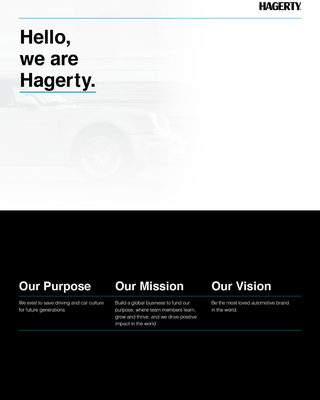 HAGERTY
Hello,
we are
Hagerty.
Our Purpose
We exist to save driving and car culture
for future generations.
Our Mission
Build a global business to fund our
purpose, where team members learn,
grow and thrive, and we drive positive
impact in the world.
Our Vision
Be the most loved automotive brand
in the world.